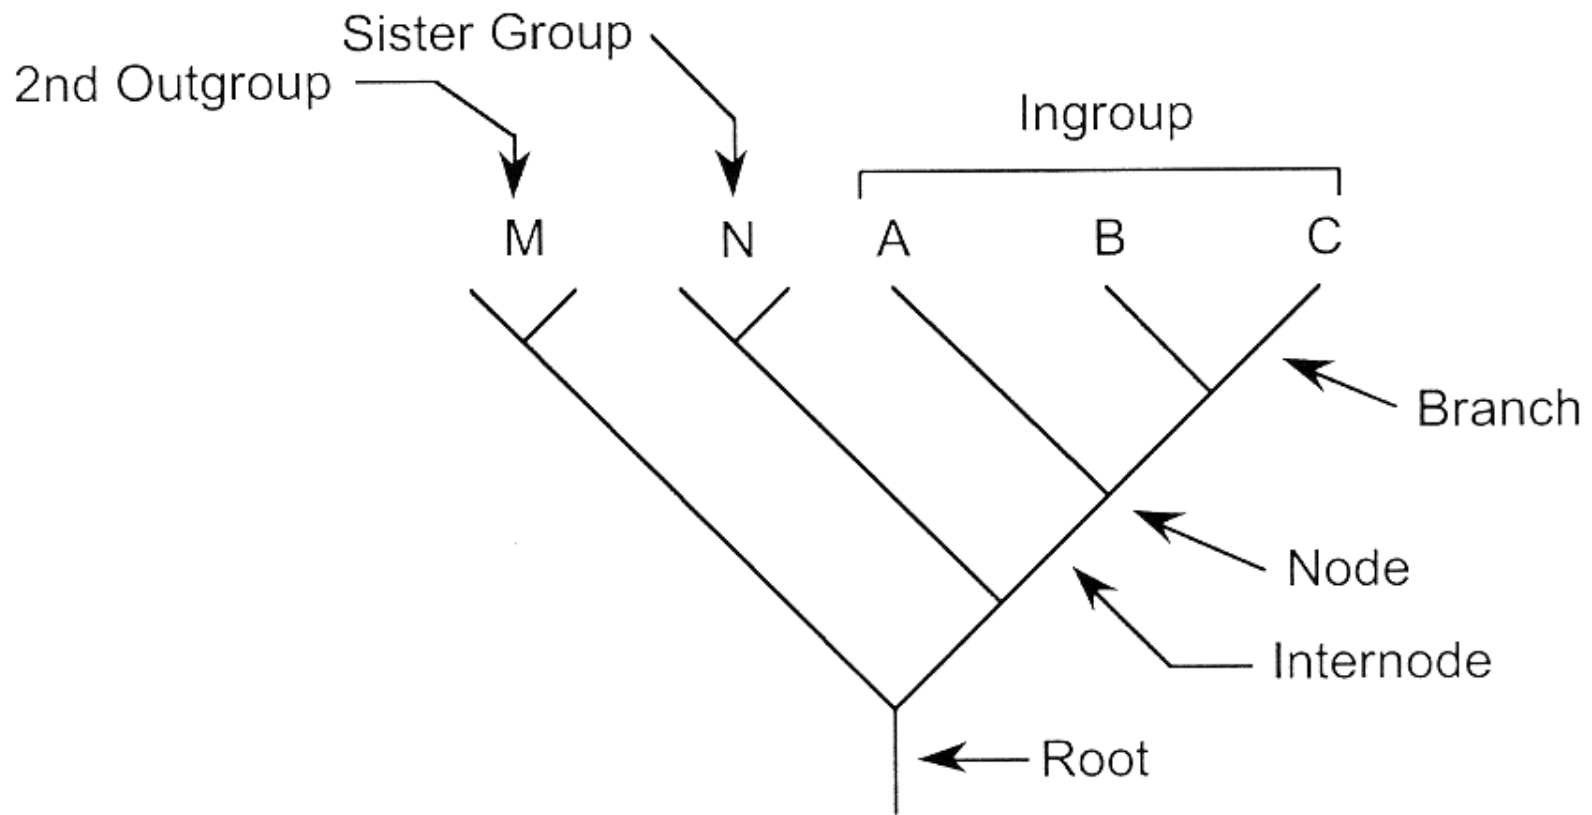 Sister Group
2nd Outgroup
Ingroup
M N A B C
Branch
Node
Internode
Root